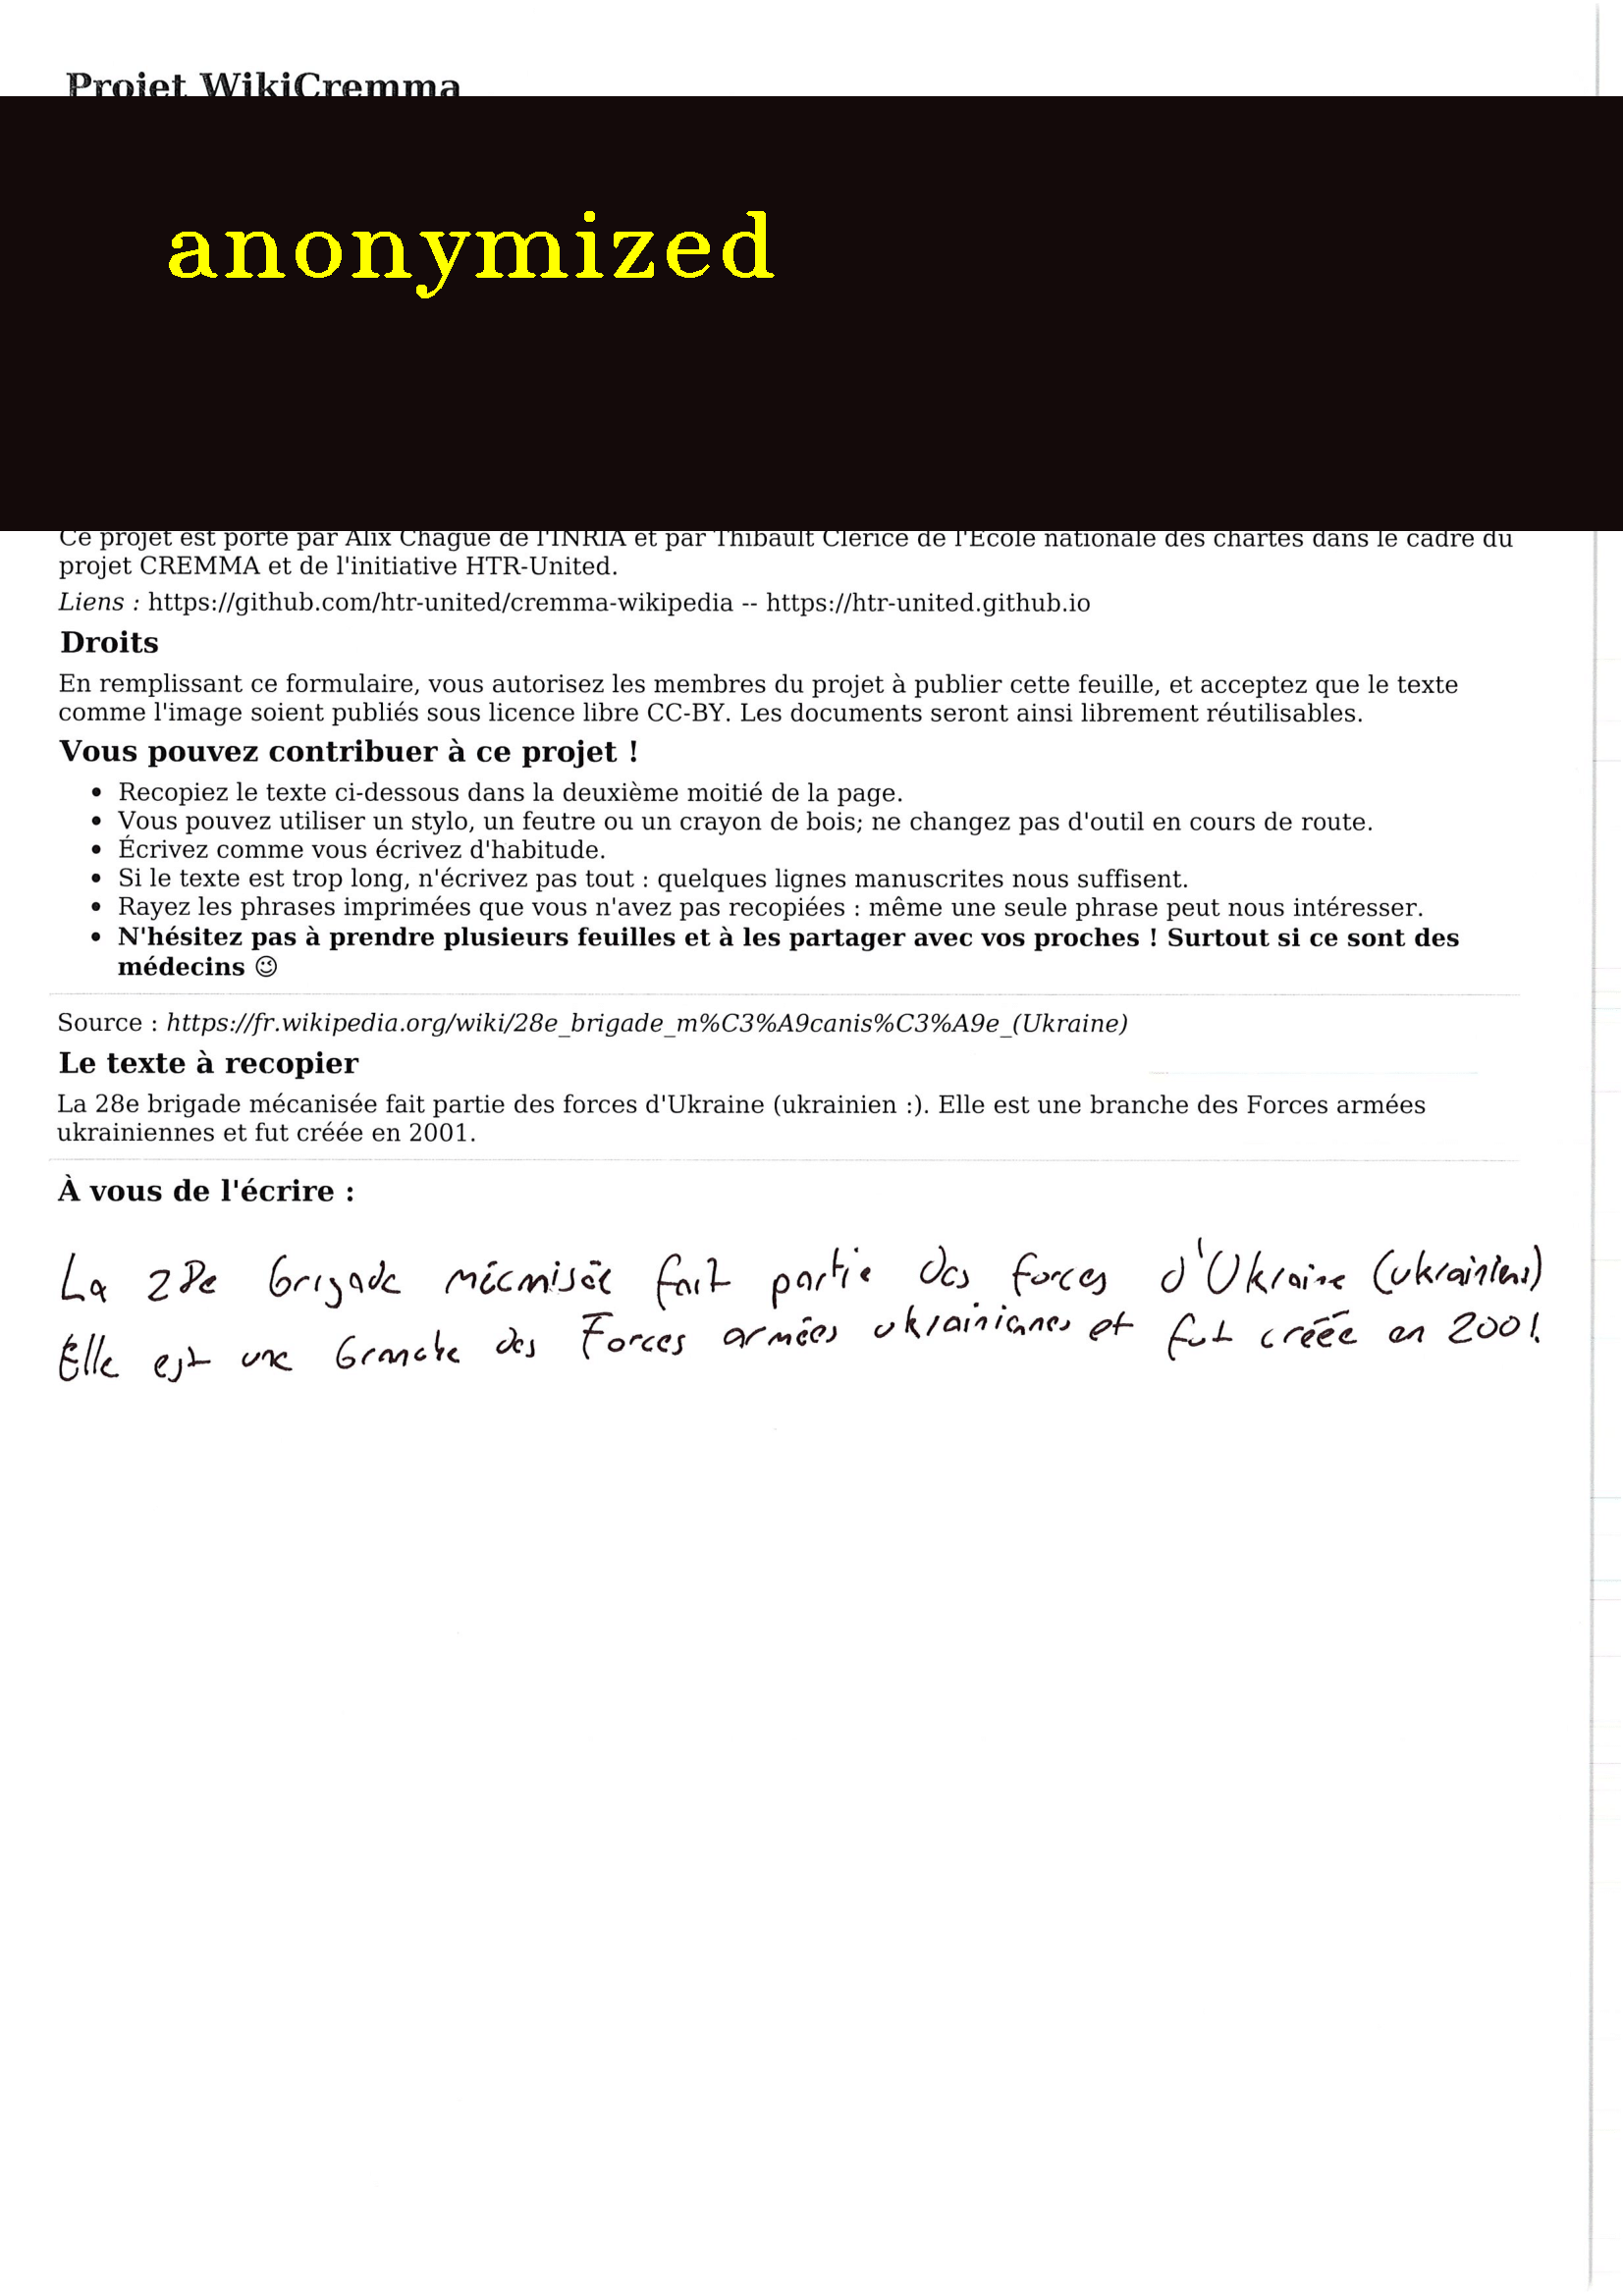 Projet WikiCremma
anonymized
Ce projet est porté par Alix Chagué de l'INRIA et par Thibault Clérice de l'École nationale des chartes dans le cadre du
projet CREMMA et de l'initiative HTR-United.
Liens : https://github.com/htr-united/cremma-wikipedia -- https://htr-united.github.io
Droits
En remplissant ce formulaire, vous autorisez les membres du projet à publier cette feuille, et acceptez que le texte
comme l'image soient publiés sous licence libre CC-BY. Les documents seront ainsi librement réutilisables.
Vous pouvez contribuer à ce projet !
• Recopiez le texte ci-dessous dans la deuxième moitié de la page.
• Vous pouvez utiliser un stylo, un feutre ou un crayon de bois; ne changez pas d'outil en cours de route.
• Écrivez comme vous écrivez d'habitude.
• Si le texte est trop long, n'écrivez pas tout : quelques lignes manuscrites nous suffisent.
• Rayez les phrases imprimées que vous n'avez pas recopiées : même une seule phrase peut nous intéresser.
• N'hésitez pas à prendre plusieurs feuilles et à les partager avec vos proches ! Surtout si ce sont des
médecins 😉
Source : https://fr.wikipedia.org/wiki/28e_brigade_m%C3%A9canis%C3%A9e_(Ukraine)
Le texte à recopier
La 28e brigade mécanisée fait partie des forces d'Ukraine (ukrainien :). Elle est une branche des Forces armées
ukrainiennes et fut créée en 2001.
À vous de l'écrire :
La 28e brigade mécanisée fait partie des forces d'Ukraine (ukrainiens)
Elle est une branche des Forces armées ukrainiennes et fut créée en 2001.